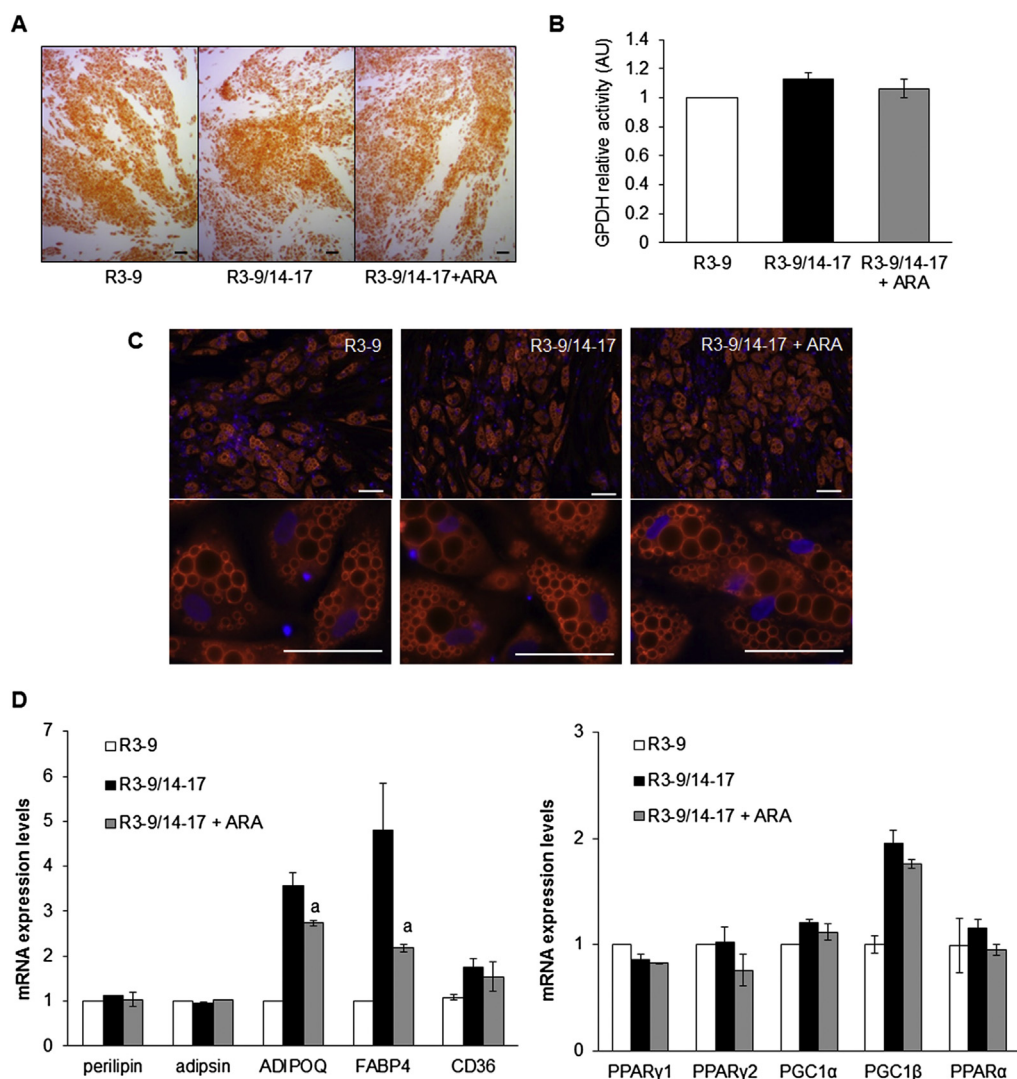 A
R3-9
R3-9/14-17
R3-9/14-17+ARA
B
GPDH relative activity (AU)
1.4
1.2
1
0.8
0.6
0.4
0.2
0
R3-9
R3-9/14-17
R3-9/14-17
+ ARA
C
R3-9
R3-9/14-17
R3-9/14-17 + ARA
D
mRNA expression levels
7
6
5
4
3
2
1
0
R3-9
R3-9/14-17
R3-9/14-17 + ARA
a
a
perilipin
adipsin
ADIPOQ
FABP4
CD36
mRNA expression levels
3
2
1
0
R3-9
R3-9/14-17
R3-9/14-17 + ARA
PPARγ1
PPARγ2
PGC1α
PGC1β
PPARα